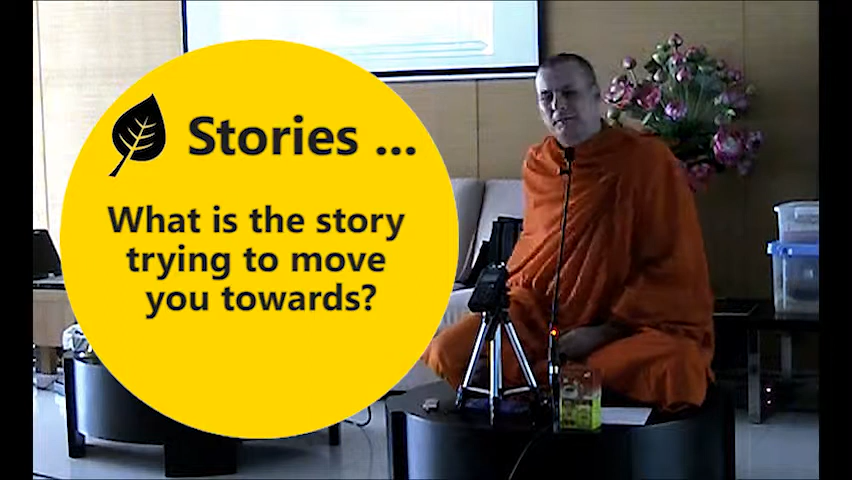 Stories ...
What is the story
trying to move
you towards?